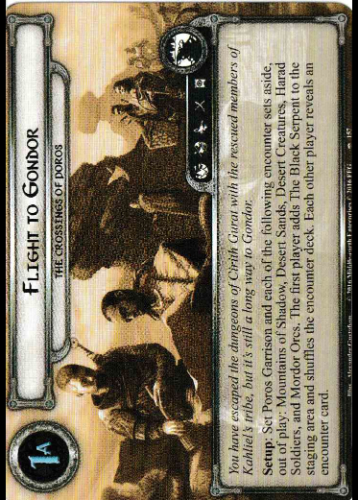 1A
FLIGHT TO GONDOR
THE CROSSINGS OF POROS
You have escaped the dungeons of Cirith Gurat with the rescued members of
Kahliel's tribe, but it's still a long way to Gondor.
Setup: Set Poros Garrison and each of the following encounter sets aside,
out of play: Mountains of Shadow, Desert Sands, Desert Creatures, Harad
Soldiers, and Mordor Orcs. The first player adds The Black Serpent to the
staging area and shuffles the encounter deck. Each other player reveals an
encounter card.
Illus. Alexandr Gustafson © 2016 Middle-earth Enterprises © 2016 FFG 157